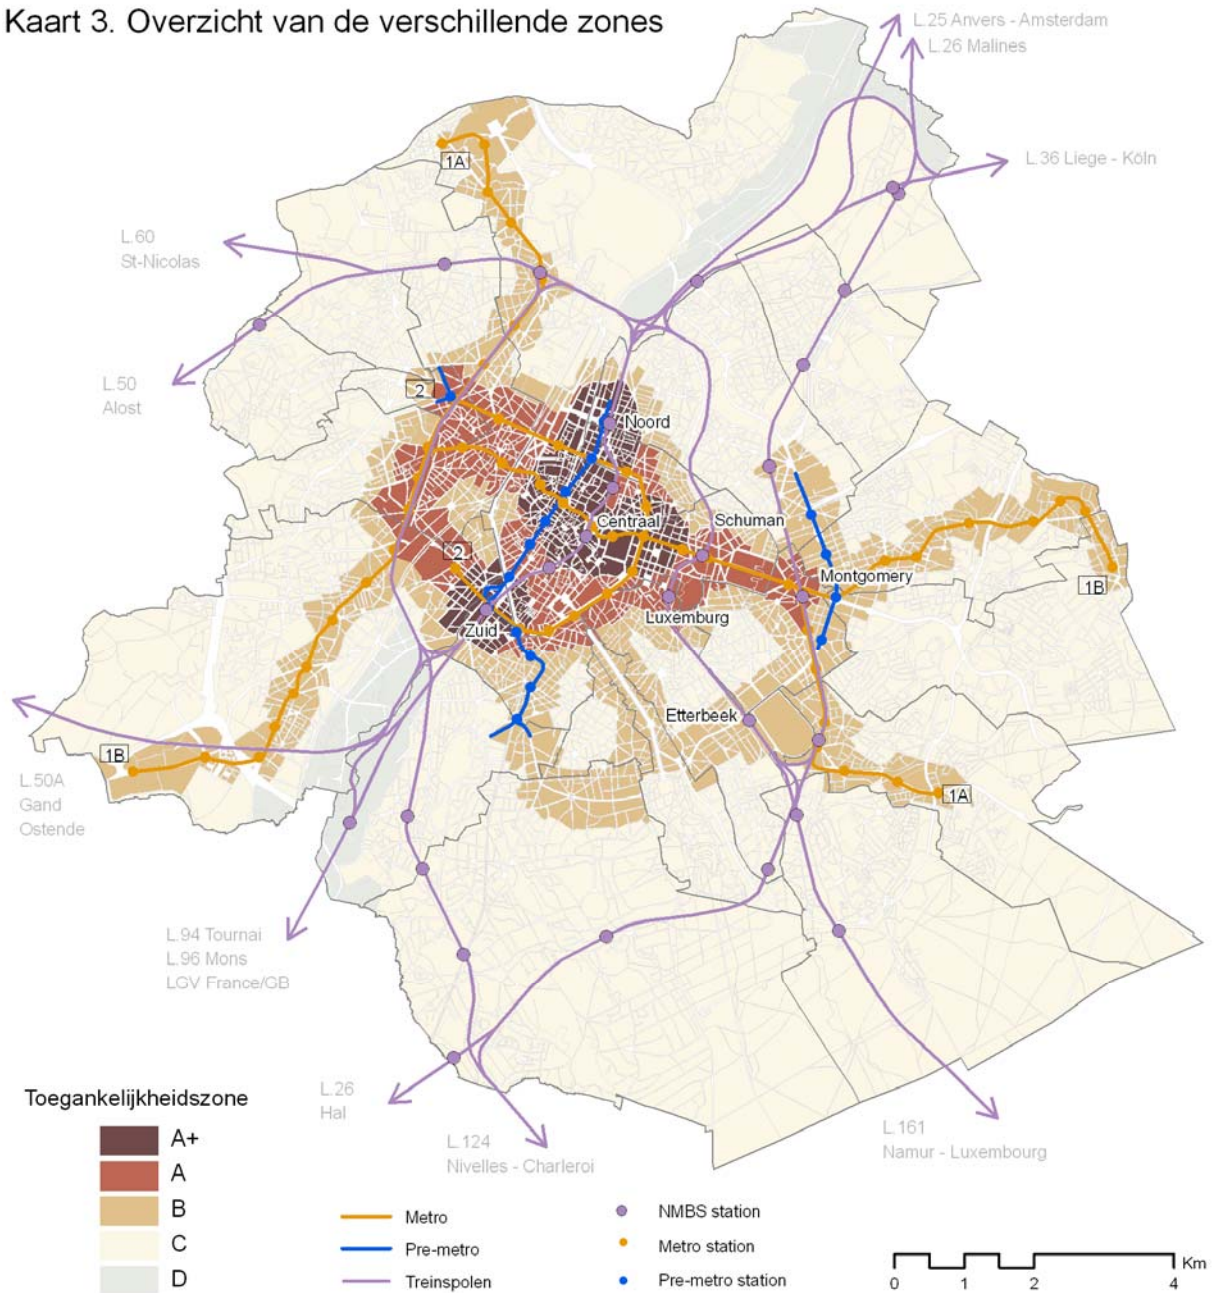 Kaart 3. Overzicht van de verschillende zones
L.25 Anvers - Amsterdam
L.26 Malines
L.36 Liege - Köln
1A
L.60
St-Nicolas
L.50
Alost
2
Noord
Centraal
Schuman
2
Montgomery
1B
Luxemburg
Zuid
Etterbeek
1B
1A
L.50A
Gand
Ostende
L.94 Tournai
L.96 Mons
LGV France/GB
L.26
Hal
L.124
Nivelles - Charleroi
L.161
Namur - Luxembourg
Toegankelijkheidszone
A+
A
B
C
D
Metro
Pre-metro
Treinspolen
NMBS station
Metro station
Pre-metro station
Km
0 1 2 4